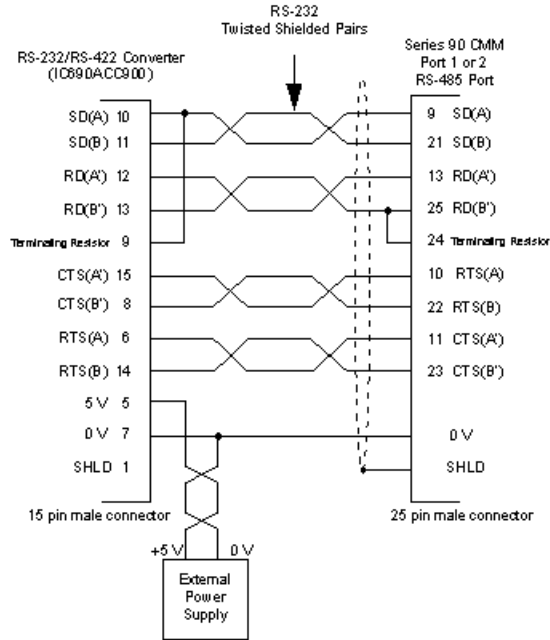 RS-232
Twisted Shielded Pairs
RS-232/RS-422 Converter
(IC690ACC900)
Series 90 CMM
Port 1 or 2
RS-485 Port
SD(A) 10
9 SD(A)
SD(B) 11
21 SD(B)
RD(A') 12
13 RD(A')
RD(B') 13
25 RD(B')
Terminating Resistor 9
24 Terminating Resistor
CTS(A') 15
10 RTS(A)
CTS(B') 8
22 RTS(B)
RTS(A) 6
11 CTS(A')
RTS(B) 14
23 CTS(B')
5 V 5
0 V 7
0 V
SHLD 1
SHLD
15 pin male connector
25 pin male connector
+5 V 0 V
External
Power
Supply